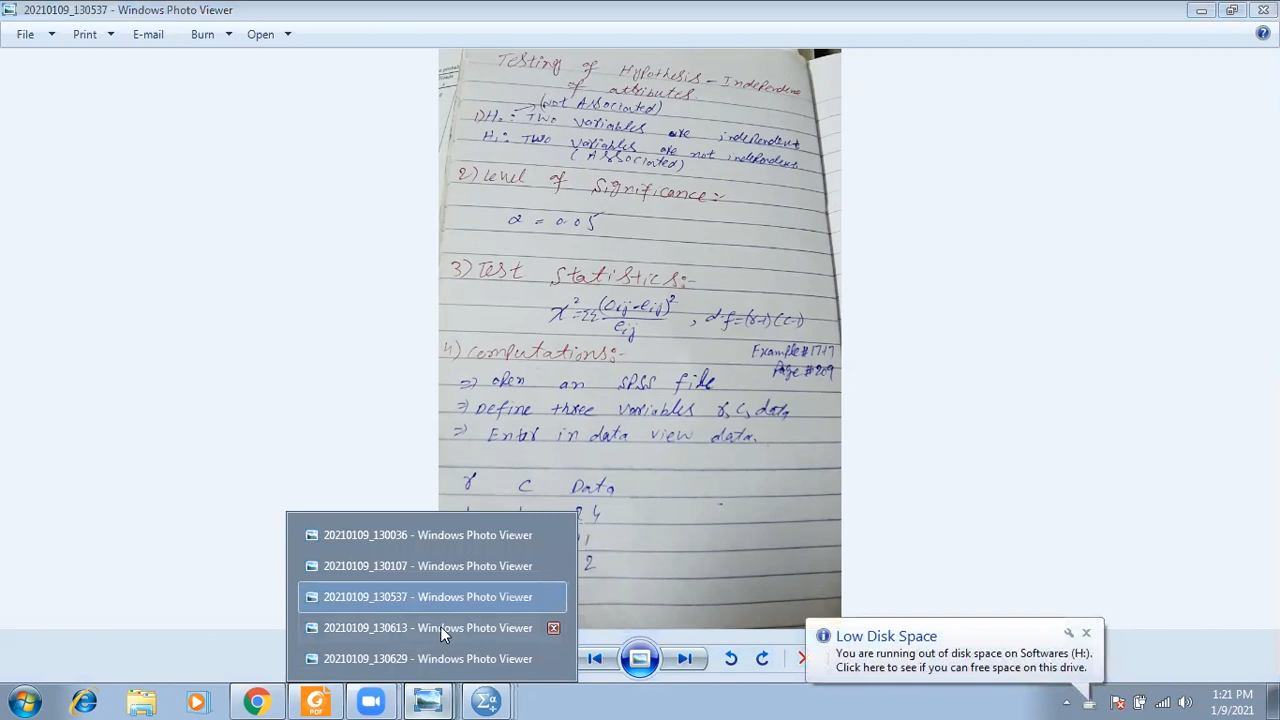 20210109_130537 - Windows Photo Viewer
File Print E-mail Burn Open
Testing of Hypothesis - Independene
of attributes.
(Not Associated)
1) H₀: Two variables are independent
H₁: Two variables are not independent
(Associated)
2) Level of Significance:-
α = 0.05
3) Test Statistics:-
χ² = ΣΣ (Oij - eij)² / eij , d.f = (r-1) (c-1)
4) Computations:-
Example # 17.17
Page # 209
⇒ Open an SPSS file
⇒ Define three variables r, c, data
⇒ Enter in data view data.
r C Data
24
20210109_130036 - Windows Photo Viewer
20210109_130107 - Windows Photo Viewer
20210109_130537 - Windows Photo Viewer
20210109_130613 - Windows Photo Viewer
20210109_130629 - Windows Photo Viewer
Low Disk Space
You are running out of disk space on Softwares (H:).
Click here to see if you can free space on this drive.
PDF
Σα
1:21 PM
1/9/2021